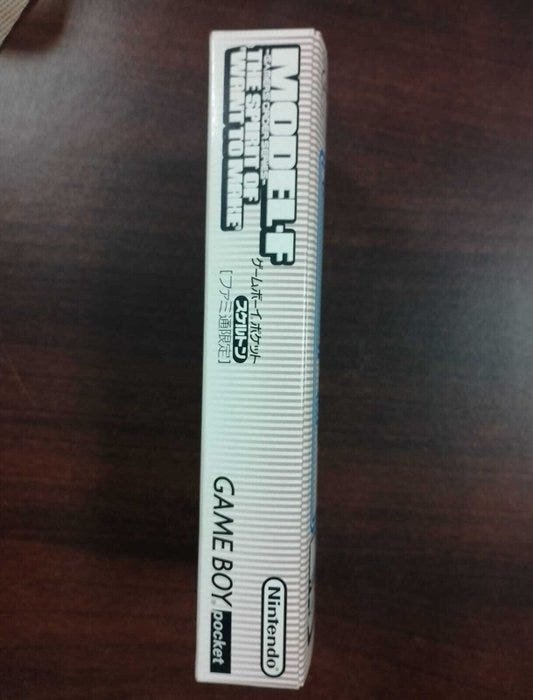 MODEL-F
THE SPIRIT OF
"WANT TO MAKE"
ゲームボーイポケット
スケルトン
[ファミ通限定]
GAME BOY pocket
Nintendo